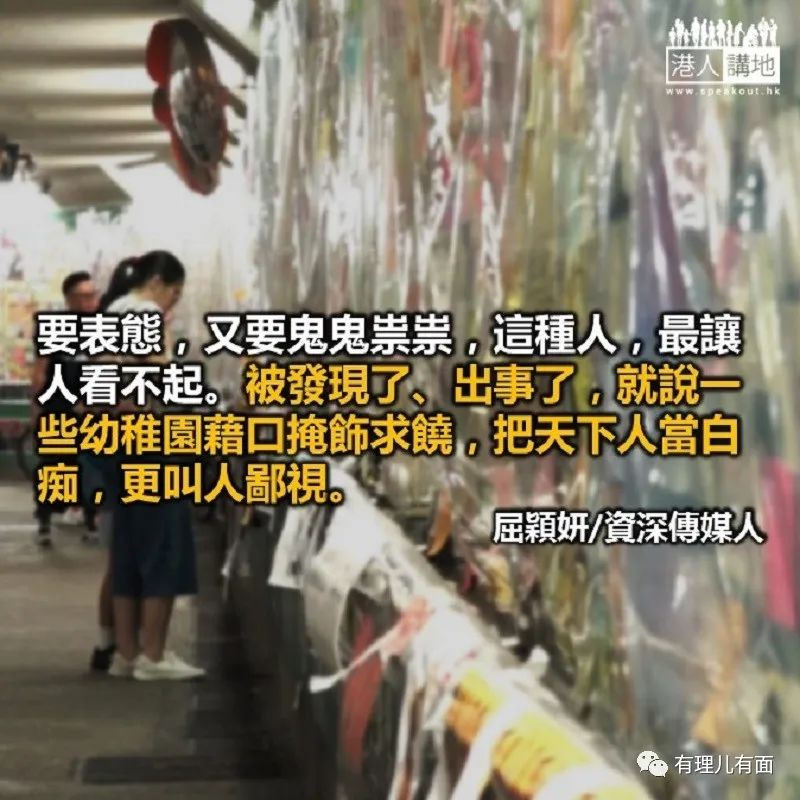 港人講地
www.speakout.hk
要表態，又要鬼鬼祟祟，這種人，最讓
人看不起。被發現了、出事了，就說一
些幼稚園藉口掩飾求饒，把天下人當白
痴，更叫人鄙視。
屈穎妍/資深傳媒人
有理儿有面